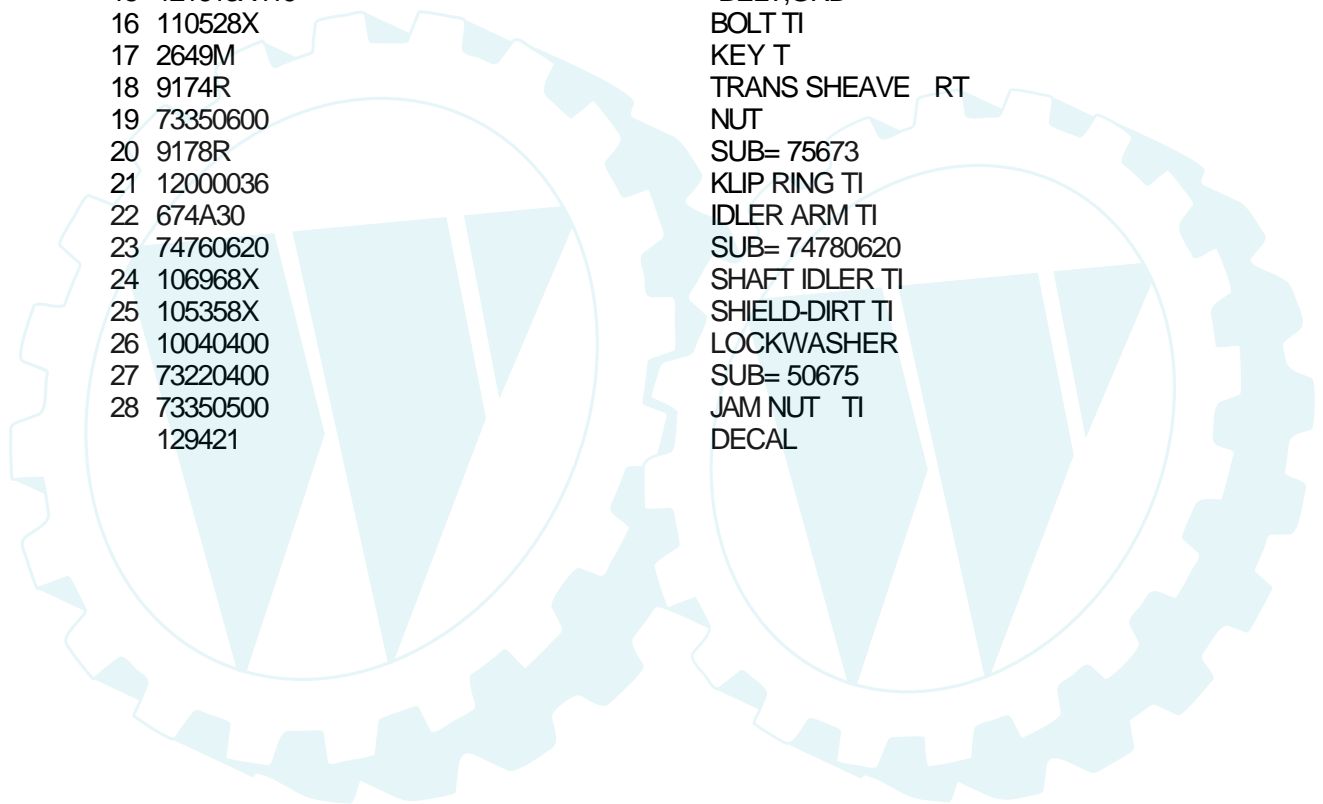 16 110528X BOLT TI
17 2649M KEY T
18 9174R TRANS SHEAVE RT
19 73350600 NUT
20 9178R SUB= 75673
21 12000036 KLIP RING TI
22 674A30 IDLER ARM TI
23 74760620 SUB= 74780620
24 106968X SHAFT IDLER TI
25 105358X SHIELD-DIRT TI
26 10040400 LOCKWASHER
27 73220400 SUB= 50675
28 73350500 JAM NUT TI
129421 DECAL